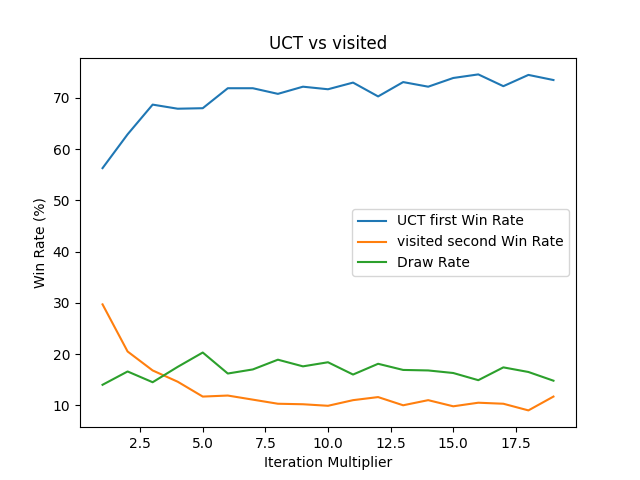 UCT vs visited
Win Rate (%)
70
60
50
40
30
20
10
UCT first Win Rate
visited second Win Rate
Draw Rate
2.5 5.0 7.5 10.0 12.5 15.0 17.5
Iteration Multiplier